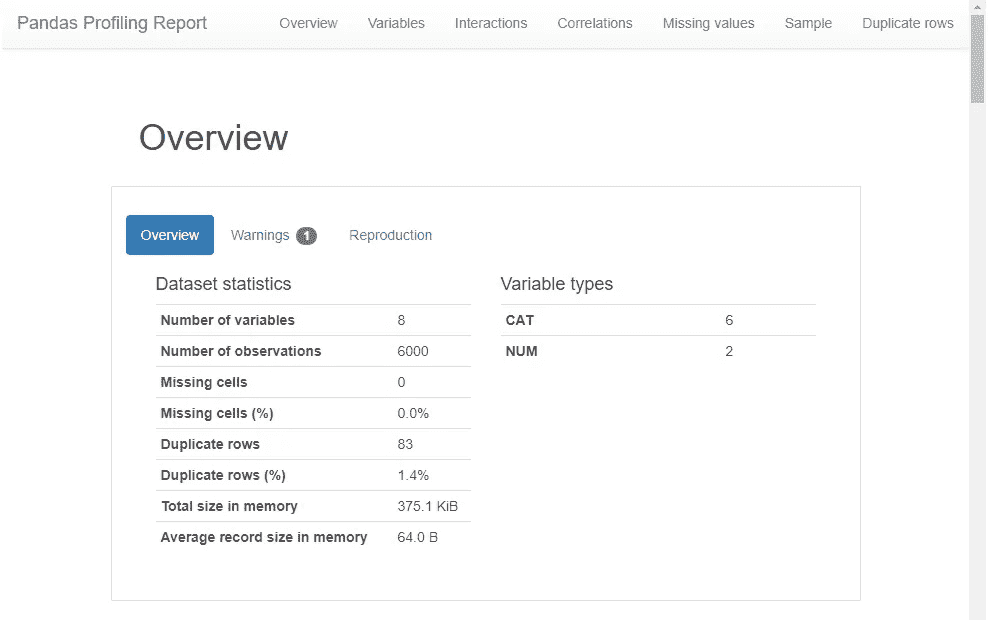 Pandas Profiling Report Overview Variables Interactions Correlations Missing values Sample Duplicate rows
Overview
Overview Warnings 1 Reproduction
Dataset statistics
Number of variables 8
Number of observations 6000
Missing cells 0
Missing cells (%) 0.0%
Duplicate rows 83
Duplicate rows (%) 1.4%
Total size in memory 375.1 KiB
Average record size in memory 64.0 B
Variable types
CAT 6
NUM 2